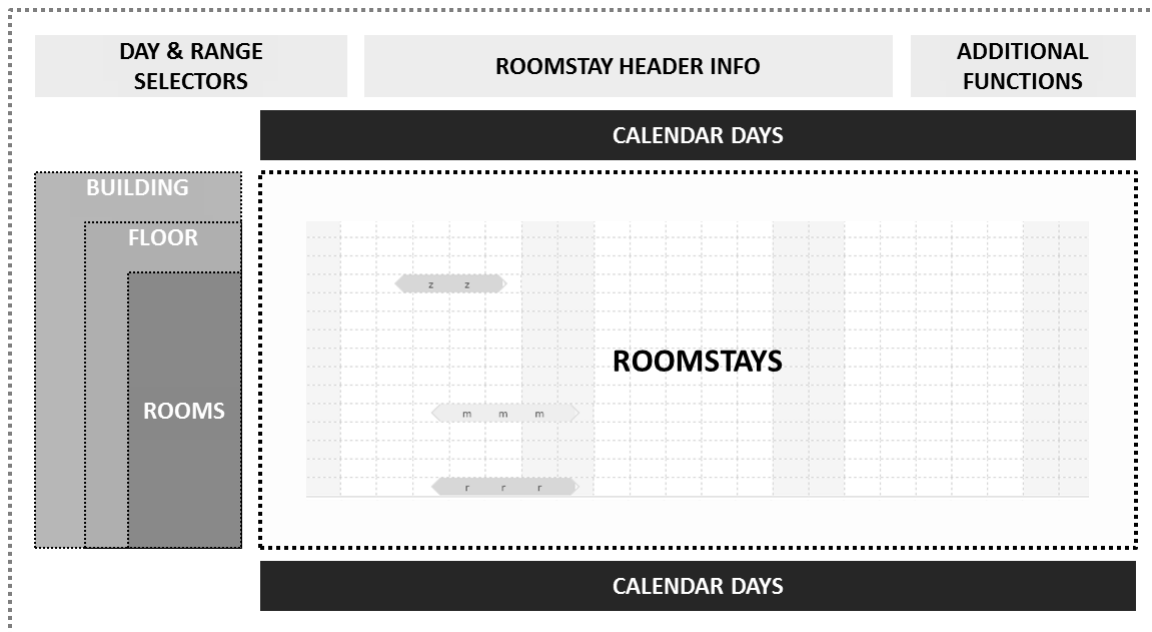 DAY & RANGE
SELECTORS
ROOMSTAY HEADER INFO
ADDITIONAL
FUNCTIONS
CALENDAR DAYS
BUILDING
FLOOR
ROOMS
z z
ROOMSTAYS
m m m
r r r
CALENDAR DAYS